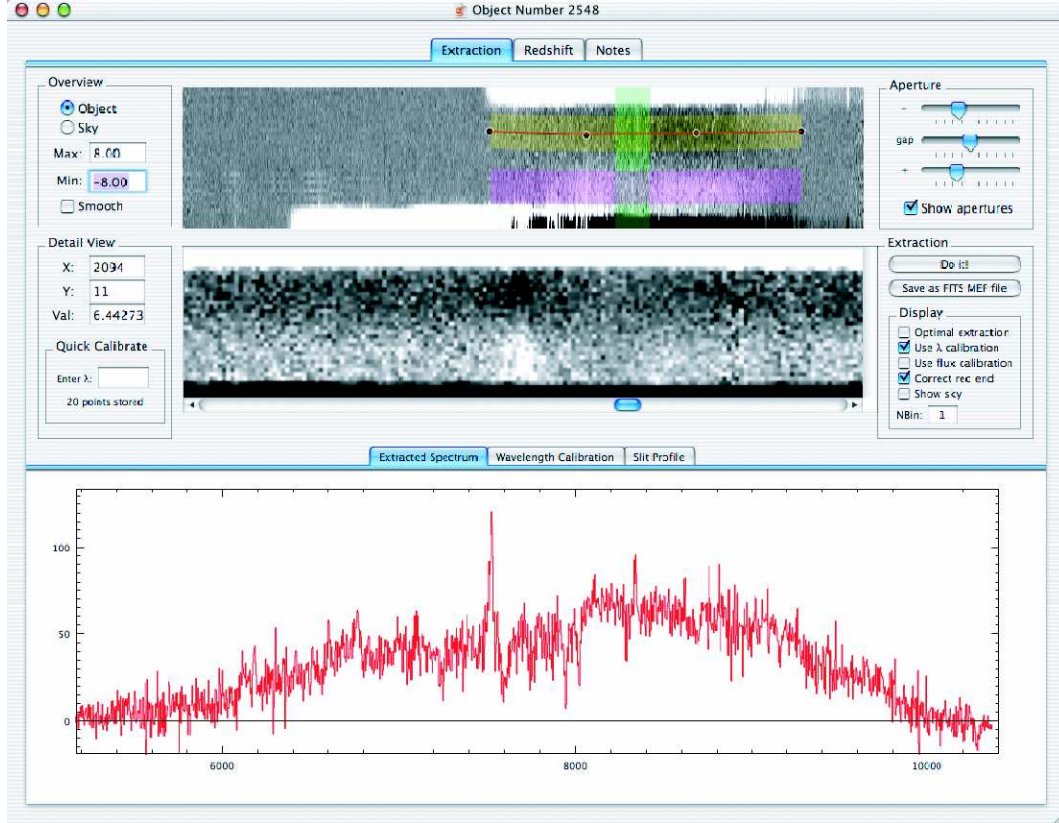 Object Number 2548
Extraction Redshift Notes
Overview
Object
Sky
Max: 8.00
Min: -8.00
Smooth
Aperture
-
gap
+
Show apertures
Detail View
X: 2094
Y: 11
Val: 6.44273
Quick Calibrate
Enter λ:
20 points stored
Extraction
Do it!
Save as FITS MEF file
Display
Optimal extraction
Use λ calibration
Use flux calibration
Correct red end
Show sky
NBin: 1
Extracted Spectrum Wavelength Calibration Slit Profile
100
50
0
6000 8000 10000